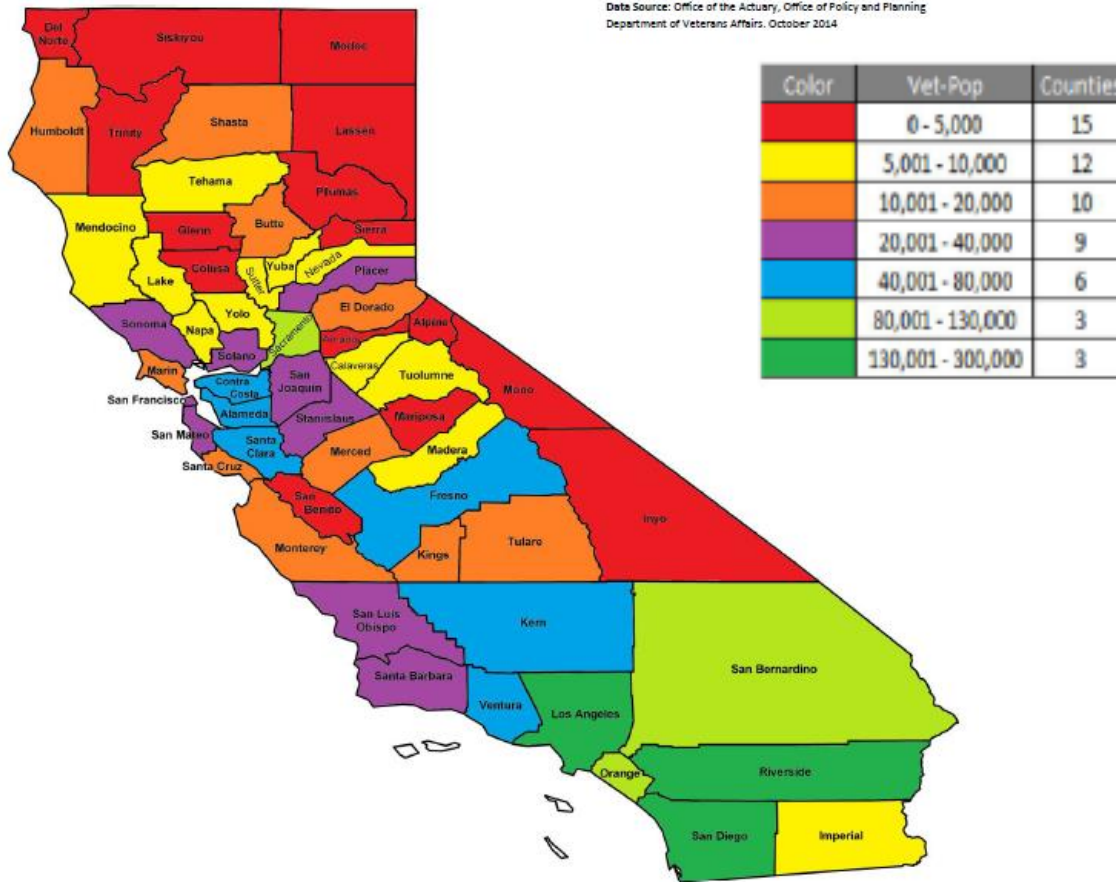 Data Source: Office of the Actuary, Office of Policy and Planning
Department of Veterans Affairs. October 2014
Color Vet-Pop Counties
0 - 5,000 15
5,001 - 10,000 12
10,001 - 20,000 10
20,001 - 40,000 9
40,001 - 80,000 6
80,001 - 130,000 3
130,001 - 300,000 3
Del
Norte
Siskiyou
Modoc
Humboldt
Trinity
Shasta
Lassen
Tehama
Plumas
Mendocino
Glenn
Butte
Sierra
Colusa
Lake
Sutter
Yuba
Nevada
Placer
Sonoma
Napa
Yolo
El Dorado
Sacramento
Amador
Alpine
Solano
Marin
Calaveras
Contra
Costa
San
Joaquin
Tuolumne
Mono
San Francisco
Alameda
Stanislaus
Mariposa
San Mateo
Santa
Clara
Merced
Madera
Santa Cruz
Fresno
San
Benito
Inyo
Monterey
Kings
Tulare
San Luis
Obispo
Kern
Santa Barbara
Ventura
Los Angeles
San Bernardino
Orange
Riverside
San Diego
Imperial